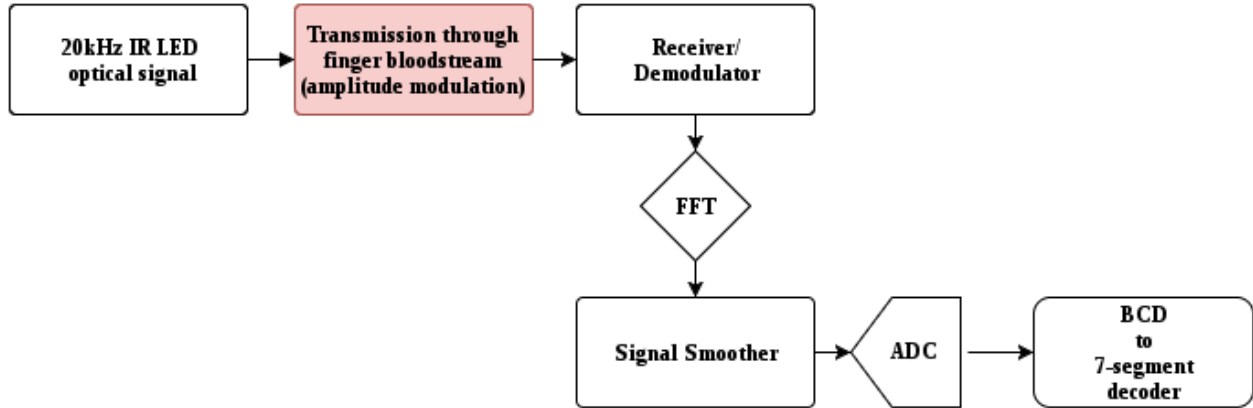 20kHz IR LED
optical signal
Transmission through
finger bloodstream
(amplitude modulation)
Receiver/
Demodulator
FFT
Signal Smoother
ADC
BCD
to
7-segment
decoder